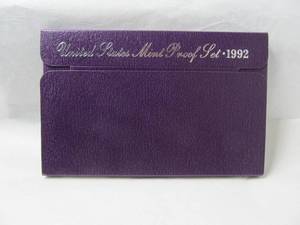 United States Mint Proof Set • 1992